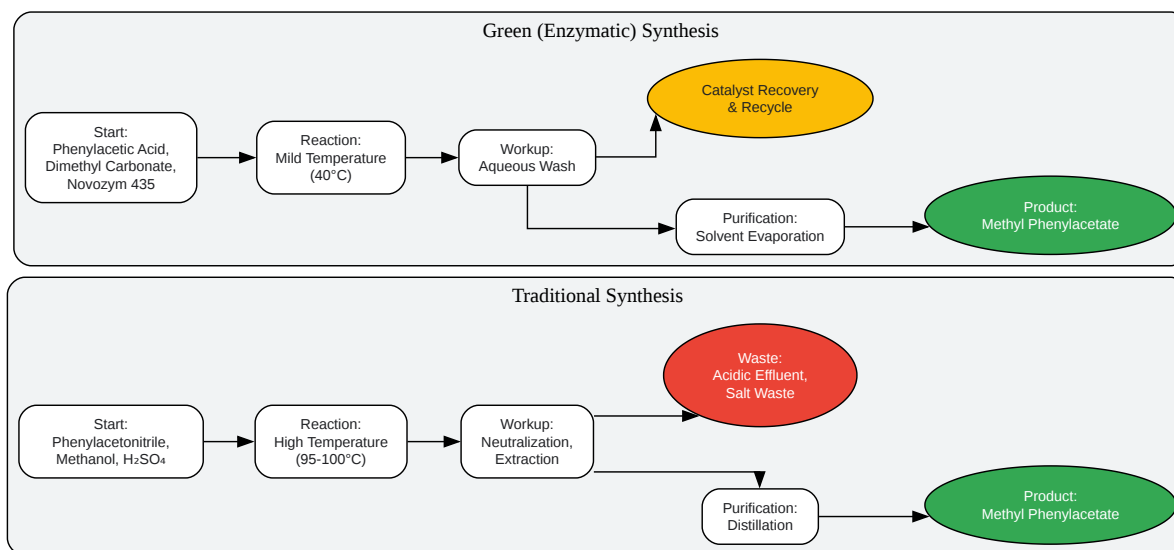 Green (Enzymatic) Synthesis
Start:
Phenylacetic Acid,
Dimethyl Carbonate,
Novozym 435
Reaction:
Mild Temperature
(40°C)
Workup:
Aqueous Wash
Catalyst Recovery
& Recycle
Purification:
Solvent Evaporation
Product:
Methyl Phenylacetate
Traditional Synthesis
Start:
Phenylacetonitrile,
Methanol, H₂SO₄
Reaction:
High Temperature
(95-100°C)
Workup:
Neutralization,
Extraction
Waste:
Acidic Effluent,
Salt Waste
Purification:
Distillation
Product:
Methyl Phenylacetate